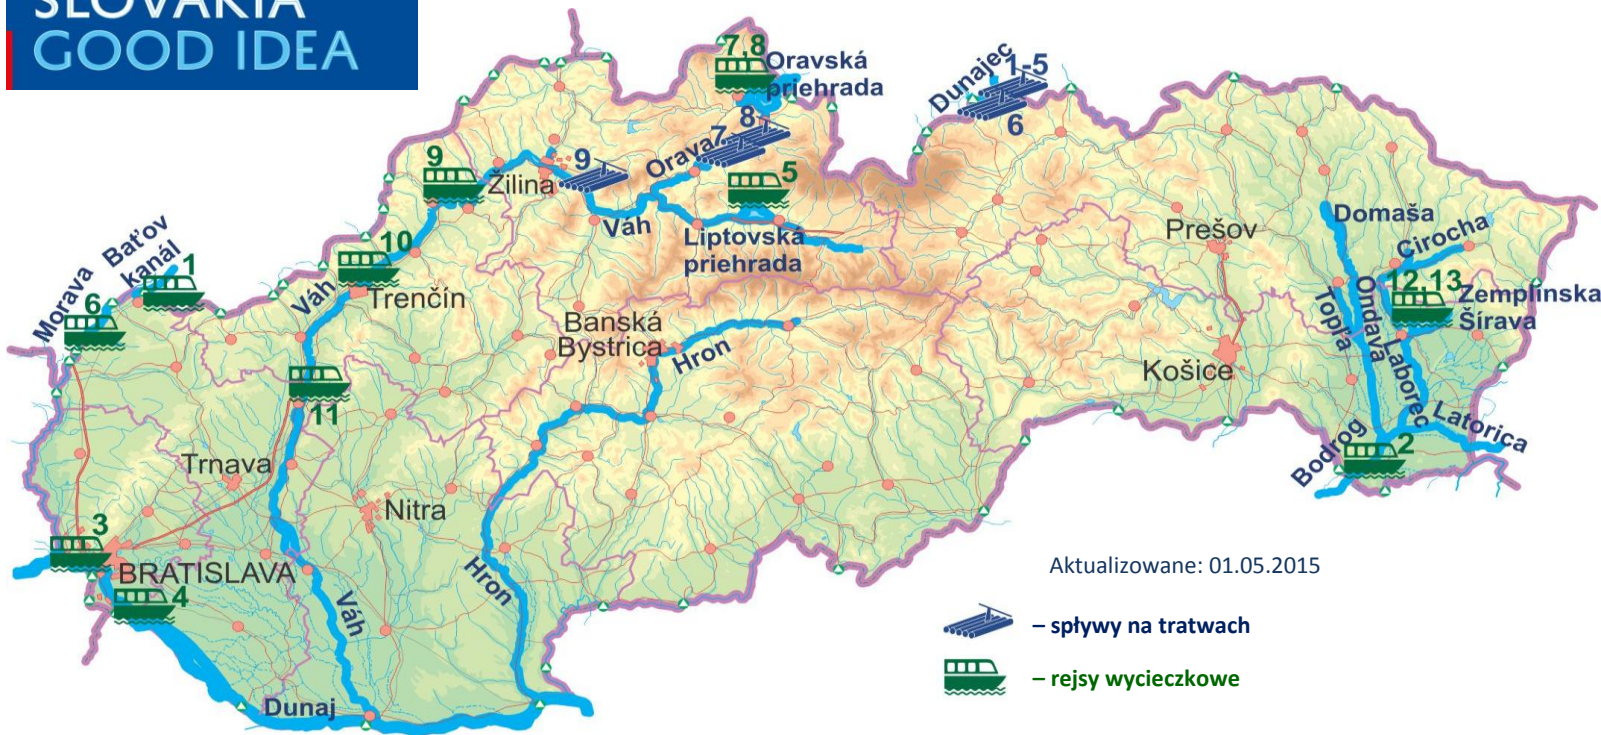 SLOVAKIA
GOOD IDEA
7,8
Oravská
priehrada
Dunajec
1-5
6
8
7
Orava
9
9
Žilina
5
Váh
Liptovská
priehrada
Prešov
Domaša
Cirocha
10
Baťov
kanál
1
Morava
6
Váh
Trenčín
12,13
Zemplínska
Šírava
Topľa
Ondava
Laborec
Banská
Bystrica
Hron
Košice
11
Latorica
Bodrog
2
Trnava
Nitra
3
BRATISLAVA
4
Váh
Hron
Dunaj
Aktualizowane: 01.05.2015
– spływy na tratwach
– rejsy wycieczkowe